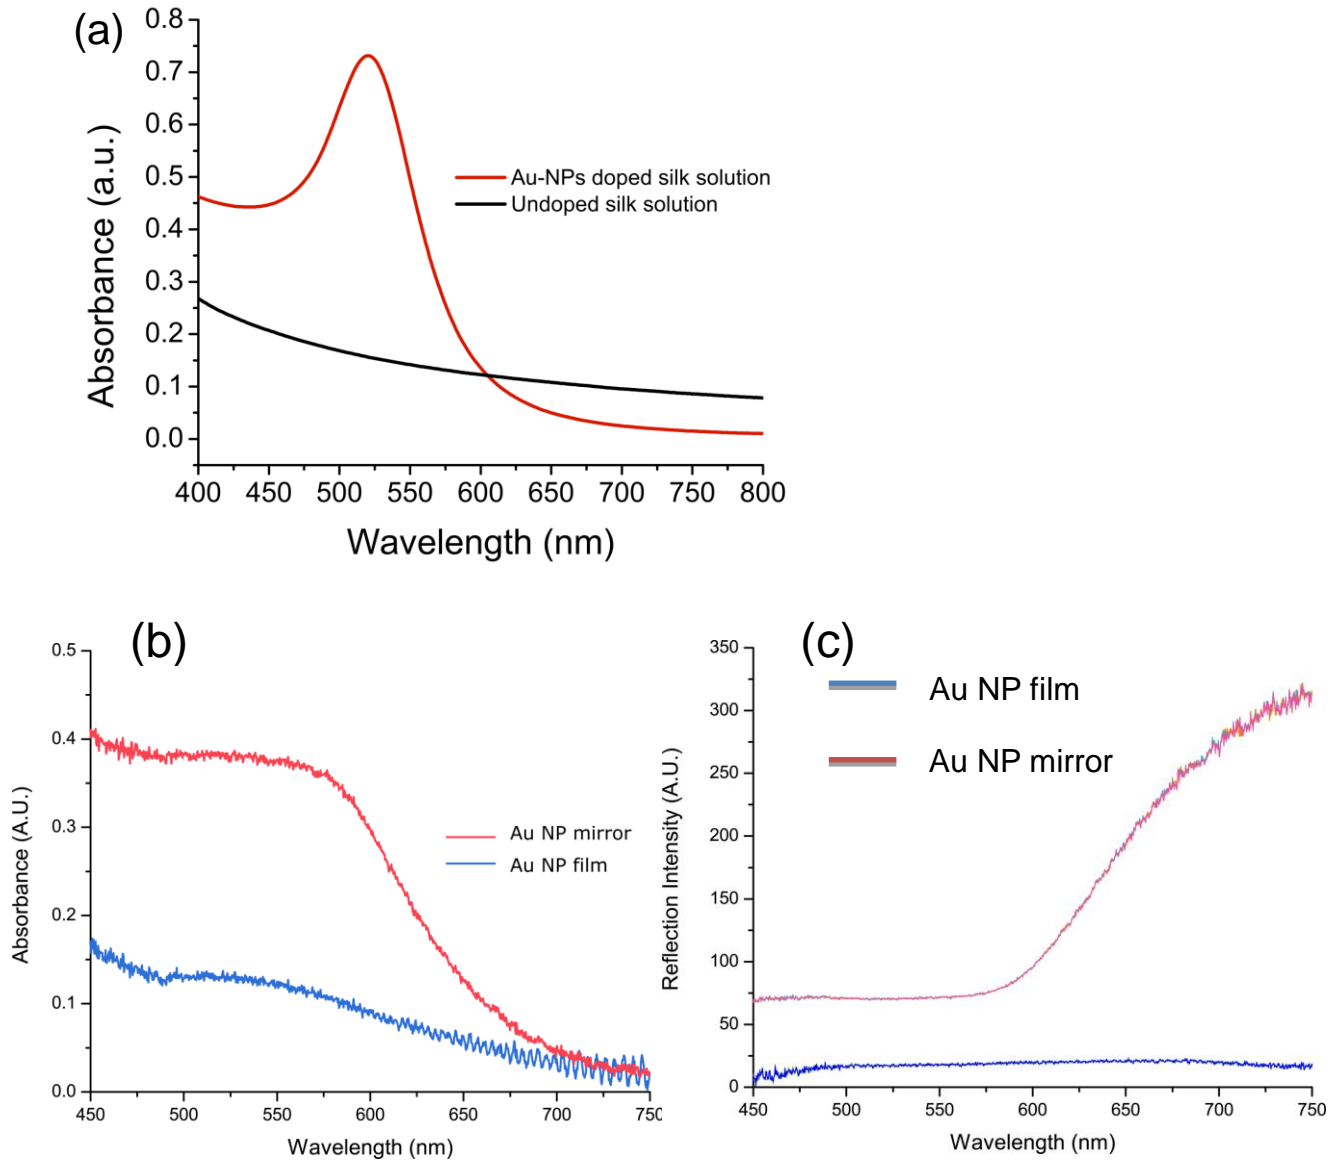 (a)
Absorbance (a.u.)
0.8
0.7
0.6
0.5
0.4
0.3
0.2
0.1
0.0
Au-NPs doped silk solution
Undoped silk solution
400 450 500 550 600 650 700 750 800
Wavelength (nm)
(b)
Absorbance (A.U.)
0.5
0.4
0.3
0.2
0.1
0.0
Au NP mirror
Au NP film
450 500 550 600 650 700 750
Wavelength (nm)
(c)
Reflection Intensity (A.U.)
350
300
250
200
150
100
50
0
Au NP film
Au NP mirror
450 500 550 600 650 700 750
Wavelength (nm)